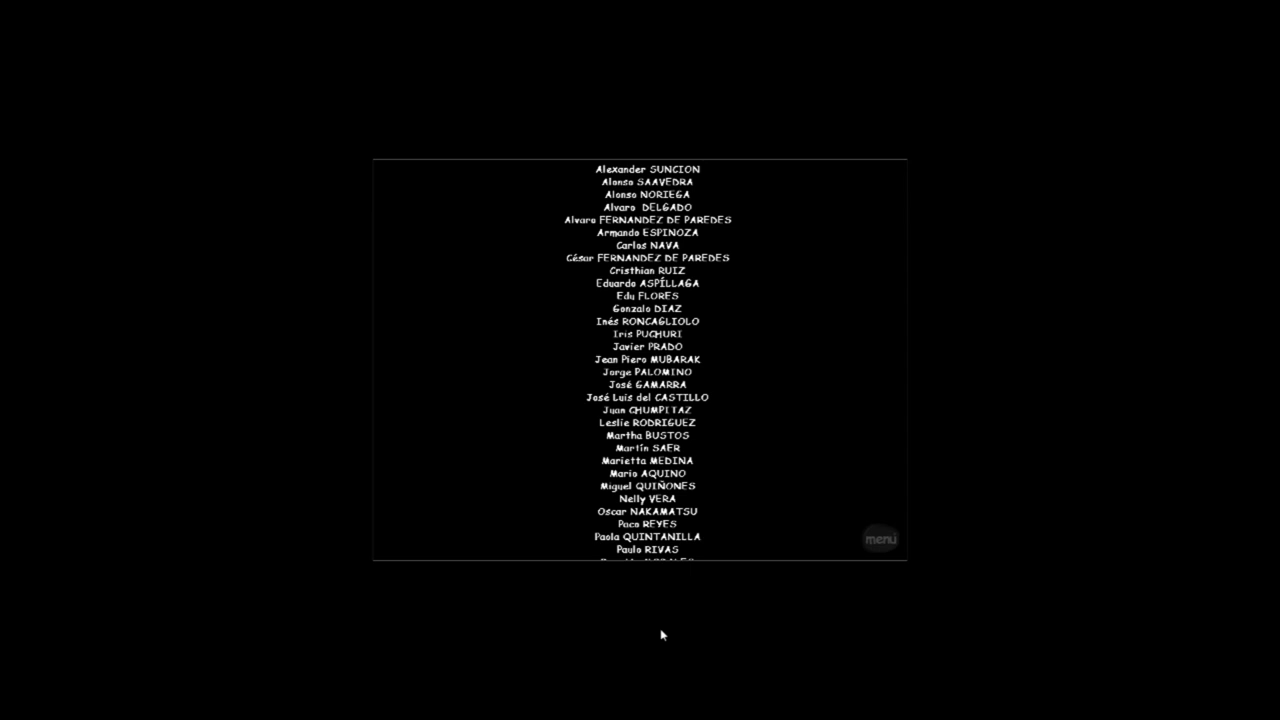 Alexander SUNCION
Alonso SAAVEDRA
Alonso NORIEGA
Alvaro DELGADO
Alvaro FERNANDEZ DE PAREDES
Armando ESPINOZA
Carlos NAVA
César FERNANDEZ DE PAREDES
Cristhian RUIZ
Eduardo ASPÍLLAGA
Edu FLORES
Gonzalo DIAZ
Inés RONCAGLIOLO
Iris PUCHURI
Javier PRADO
Jean Piero MUBARAK
Jorge PALOMINO
José GAMARRA
José Luis del CASTILLO
Juan CHUMPITAZ
Leslie RODRIGUEZ
Martha BUSTOS
Martín SAER
Marietta MEDINA
Mario AQUINO
Miguel QUIÑONES
Nelly VERA
Oscar NAKAMATSU
Paco REYES
Paola QUINTANILLA
Paulo RIVAS
menú